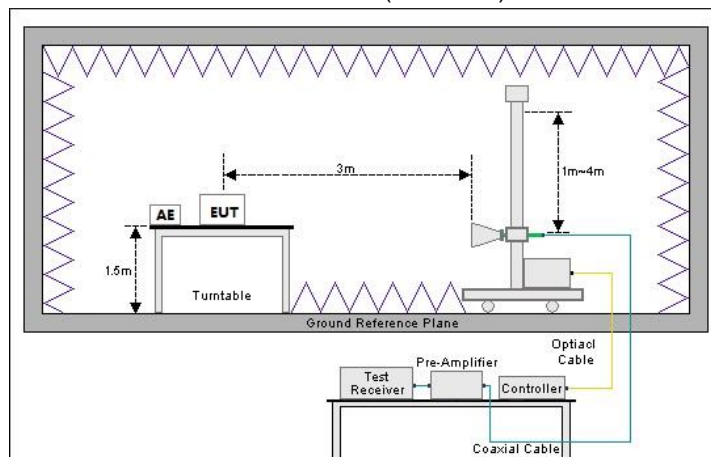 3m
1m~4m
AE
EUT
1.5m
Turntable
Ground Reference Plane
Optiacl
Cable
Pre-Amplifier
Test
Receiver
Controller
Coaxial Cable